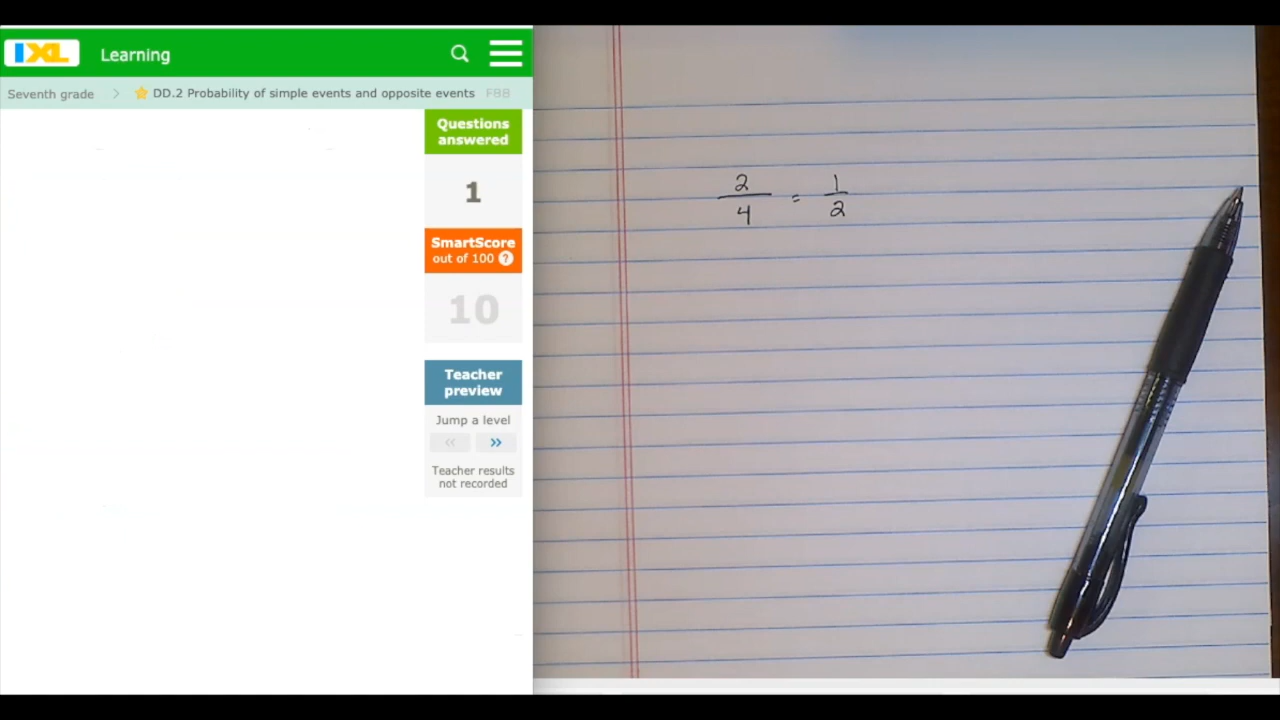 IXL Learning
Seventh grade > DD.2 Probability of simple events and opposite events F8B
Questions
answered
1
SmartScore
out of 100 ?
10
Teacher
preview
Jump a level
<< >>
Teacher results
not recorded
2/4 = 1/2